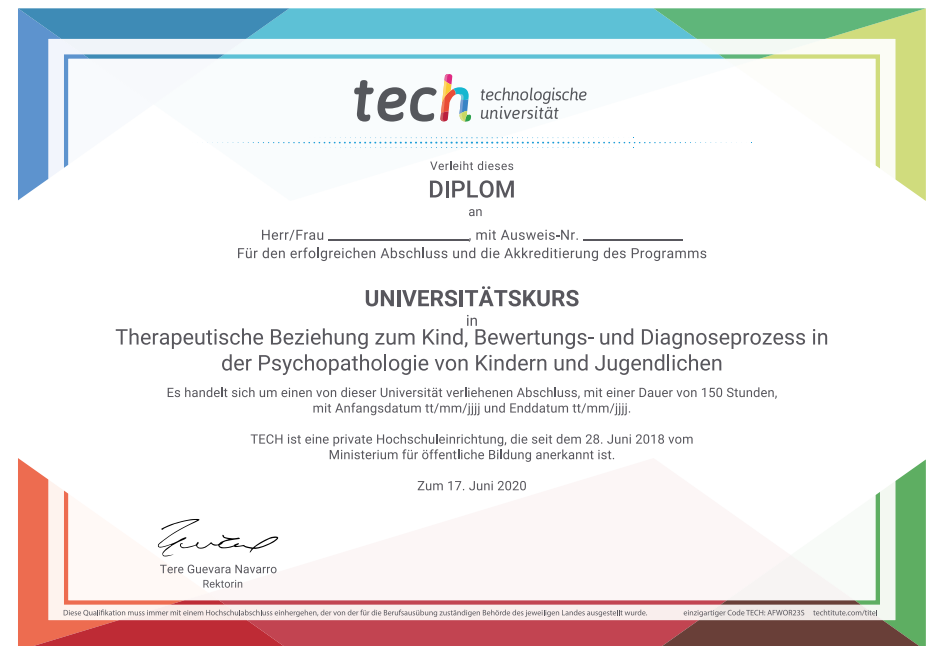 tech technologische
universität
Verleiht dieses
DIPLOM
an
Herr/Frau ____________, mit Ausweis-Nr. ____________
Für den erfolgreichen Abschluss und die Akkreditierung des Programms
UNIVERSITÄTSKURS
in
Therapeutische Beziehung zum Kind, Bewertungs- und Diagnoseprozess in
der Psychopathologie von Kindern und Jugendlichen
Es handelt sich um einen von dieser Universität verliehenen Abschluss, mit einer Dauer von 150 Stunden,
mit Anfangsdatum tt/mm/jjjj und Enddatum tt/mm/jjjj.
TECH ist eine private Hochschuleinrichtung, die seit dem 28. Juni 2018 vom
Ministerium für öffentliche Bildung anerkannt ist.
Zum 17. Juni 2020
Tere Guevara Navarro
Rektorin
Diese Qualifikation muss immer mit einem Hochschulabschluss einhergehen, der von der für die Berufsausübung zuständigen Behörde des jeweiligen Landes ausgestellt wurde. einzigartiger Code TECH: AFWOR23S techtitute.com/titel